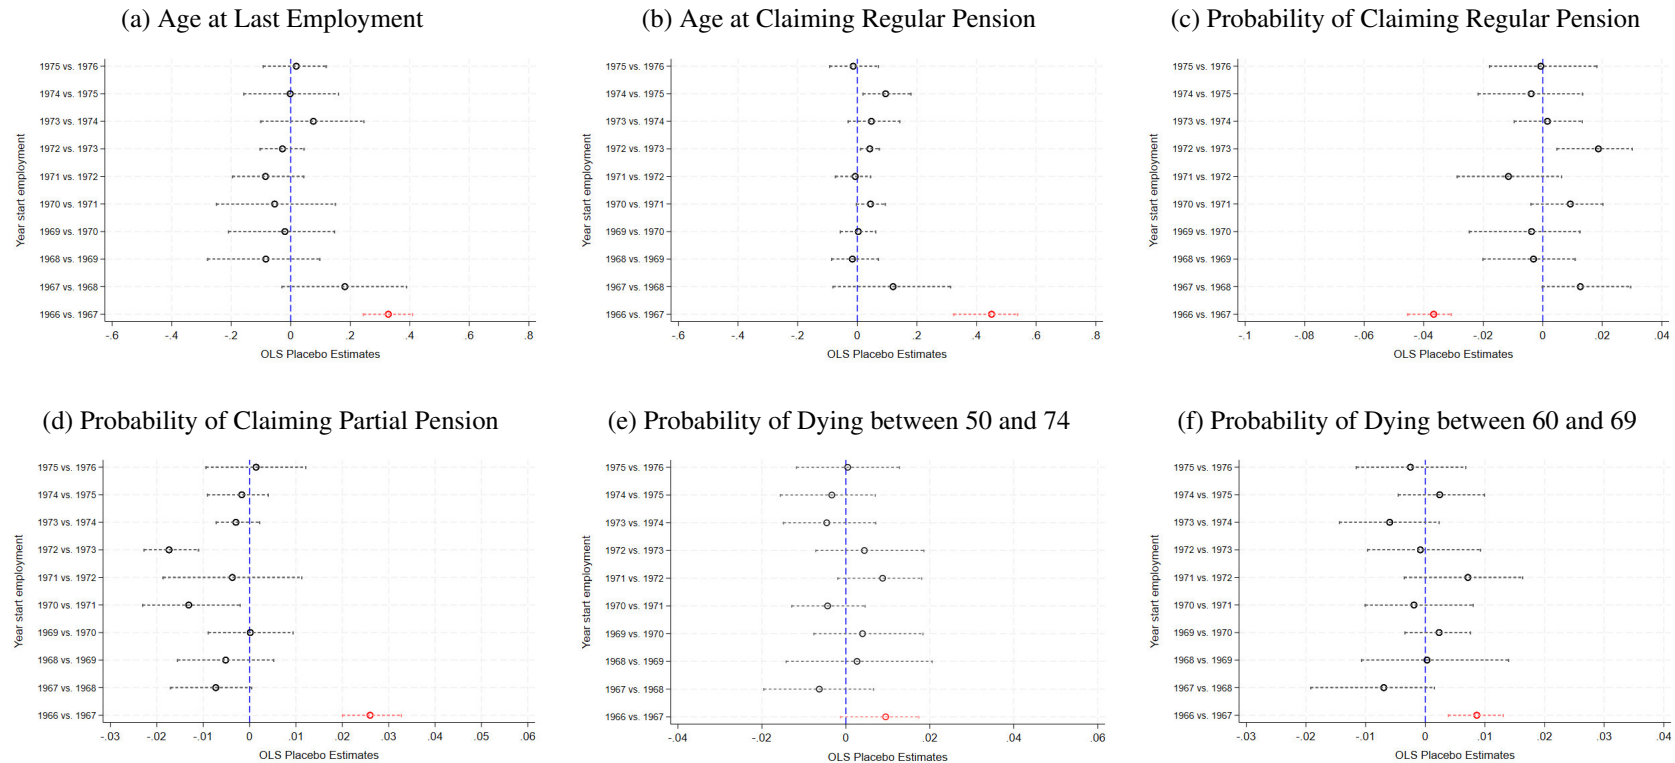 (a) Age at Last Employment
Year start employment
1975 vs. 1976
1974 vs. 1975
1973 vs. 1974
1972 vs. 1973
1971 vs. 1972
1970 vs. 1971
1969 vs. 1970
1968 vs. 1969
1967 vs. 1968
1966 vs. 1967
-.6 -.4 -.2 0 .2 .4 .6 .8
OLS Placebo Estimates
(b) Age at Claiming Regular Pension
Year start employment
1975 vs. 1976
1974 vs. 1975
1973 vs. 1974
1972 vs. 1973
1971 vs. 1972
1970 vs. 1971
1969 vs. 1970
1968 vs. 1969
1967 vs. 1968
1966 vs. 1967
-.6 -.4 -.2 0 .2 .4 .6 .8
OLS Placebo Estimates
(c) Probability of Claiming Regular Pension
Year start employment
1975 vs. 1976
1974 vs. 1975
1973 vs. 1974
1972 vs. 1973
1971 vs. 1972
1970 vs. 1971
1969 vs. 1970
1968 vs. 1969
1967 vs. 1968
1966 vs. 1967
-.1 -.08 -.06 -.04 -.02 0 .02 .04
OLS Placebo Estimates
(d) Probability of Claiming Partial Pension
Year start employment
1975 vs. 1976
1974 vs. 1975
1973 vs. 1974
1972 vs. 1973
1971 vs. 1972
1970 vs. 1971
1969 vs. 1970
1968 vs. 1969
1967 vs. 1968
1966 vs. 1967
-.03 -.02 -.01 0 .01 .02 .03 .04 .05 .06
OLS Placebo Estimates
(e) Probability of Dying between 50 and 74
Year start employment
1975 vs. 1976
1974 vs. 1975
1973 vs. 1974
1972 vs. 1973
1971 vs. 1972
1970 vs. 1971
1969 vs. 1970
1968 vs. 1969
1967 vs. 1968
1966 vs. 1967
-.04 -.02 0 .02 .04 .06
OLS Placebo Estimates
(f) Probability of Dying between 60 and 69
Year start employment
1975 vs. 1976
1974 vs. 1975
1973 vs. 1974
1972 vs. 1973
1971 vs. 1972
1970 vs. 1971
1969 vs. 1970
1968 vs. 1969
1967 vs. 1968
1966 vs. 1967
-.03 -.02 -.01 0 .01 .02 .03 .04
OLS Placebo Estimates